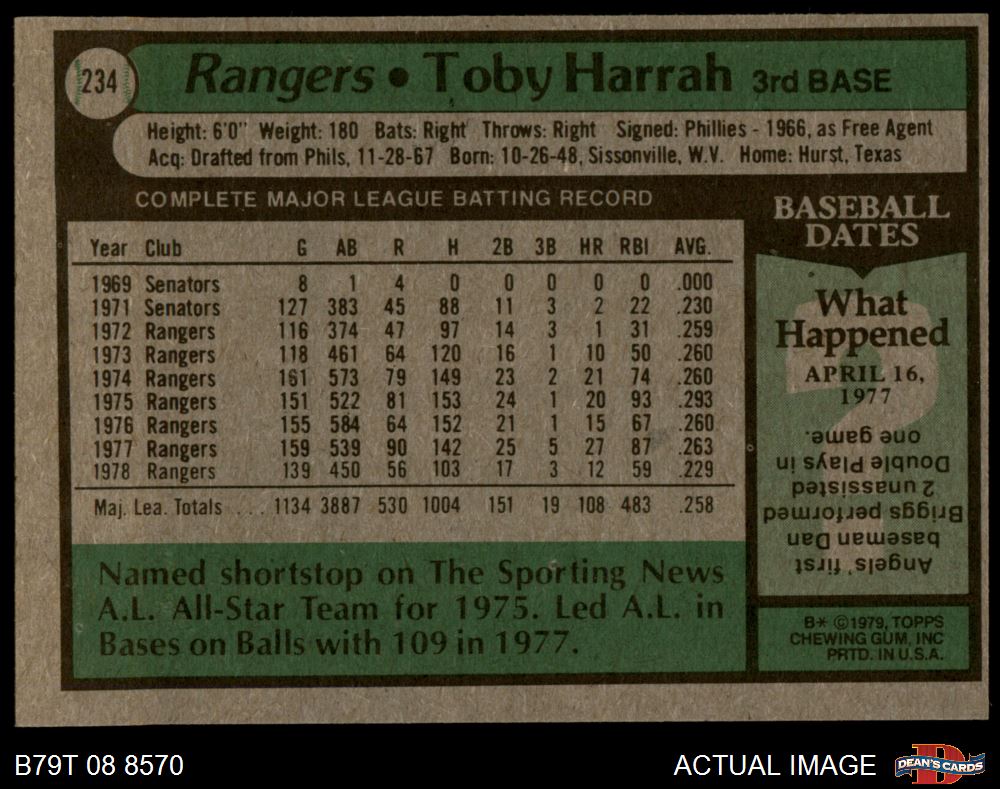 234
Rangers • Toby Harrah 3rd BASE
Height: 6'0" Weight: 180 Bats: Right Throws: Right Signed: Phillies - 1966, as Free Agent
Acq: Drafted from Phils, 11-28-67 Born: 10-26-48, Sissonville, W.V. Home: Hurst, Texas
COMPLETE MAJOR LEAGUE BATTING RECORD
Year Club G AB R H 2B 3B HR RBI AVG.
1969 Senators 8 1 4 0 0 0 0 0 .000
1971 Senators 127 383 45 88 11 3 2 22 .230
1972 Rangers 116 374 47 97 14 3 1 31 .259
1973 Rangers 118 461 64 120 16 1 10 50 .260
1974 Rangers 161 573 79 149 23 2 21 74 .260
1975 Rangers 151 522 81 153 24 1 20 93 .293
1976 Rangers 155 584 64 152 21 1 15 67 .260
1977 Rangers 159 539 90 142 25 5 27 87 .263
1978 Rangers 139 450 56 103 17 3 12 59 .229
Maj. Lea. Totals ... 1134 3887 530 1004 151 19 108 483 .258
Named shortstop on The Sporting News
A.L. All-Star Team for 1975. Led A.L. in
Bases on Balls with 109 in 1977.
BASEBALL
DATES
What
Happened
APRIL 16,
1977
Angels' first
baseman Dan
Briggs performed
2 unassisted
Double Plays in
one game.
B* ©1979, TOPPS
CHEWING GUM, INC
PRTD. IN U.S.A.
B79T 08 8570
ACTUAL IMAGE
DEAN'S CARDS